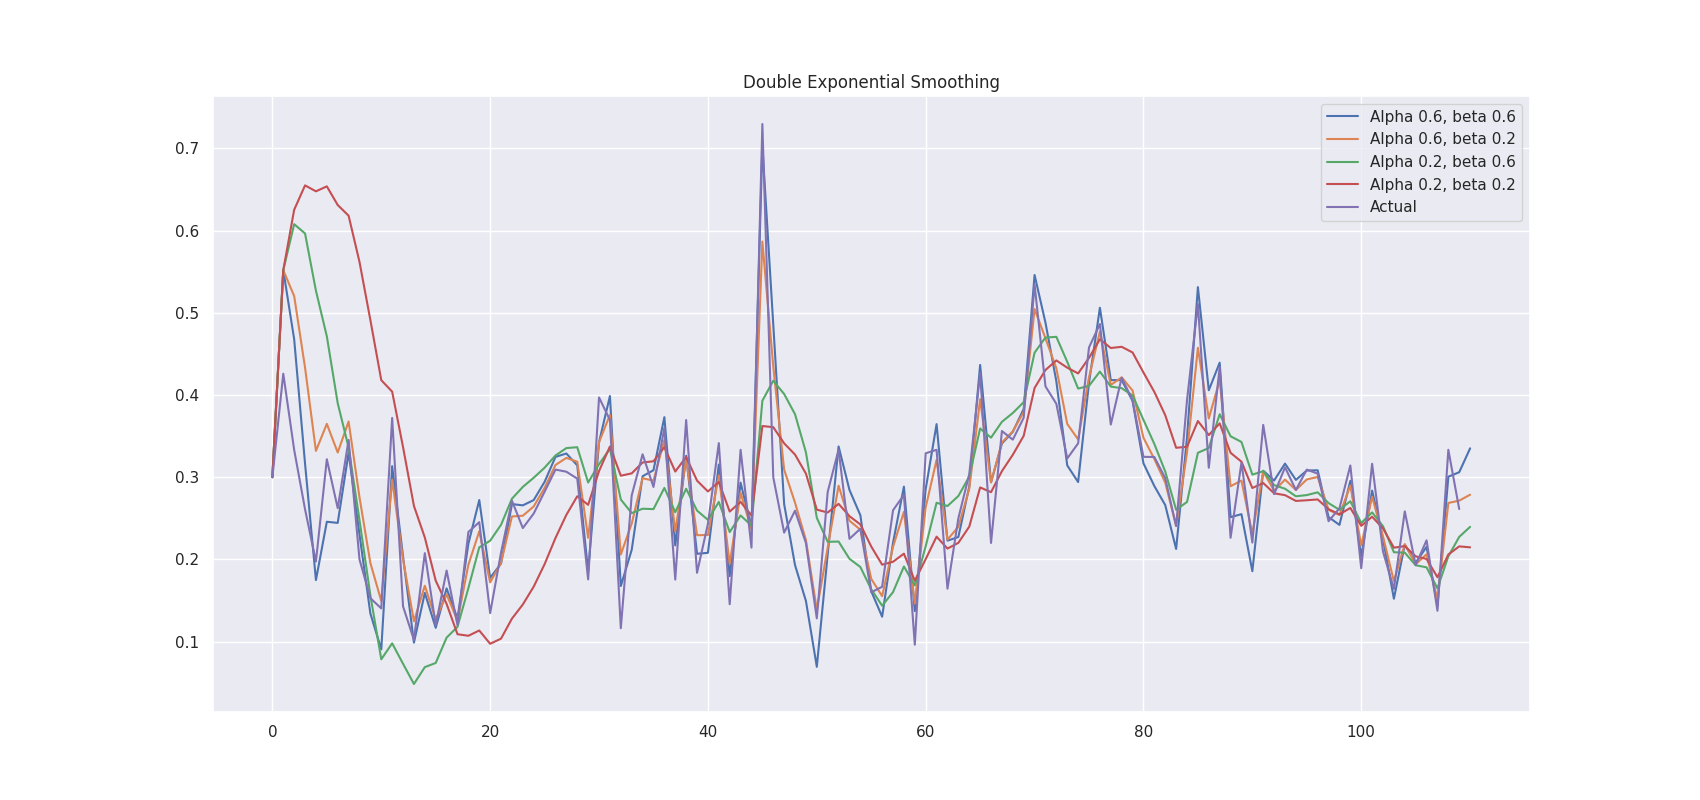 Double Exponential Smoothing
Alpha 0.6, beta 0.6
Alpha 0.6, beta 0.2
Alpha 0.2, beta 0.6
Alpha 0.2, beta 0.2
Actual
0.7
0.6
0.5
0.4
0.3
0.2
0.1
0 20 40 60 80 100